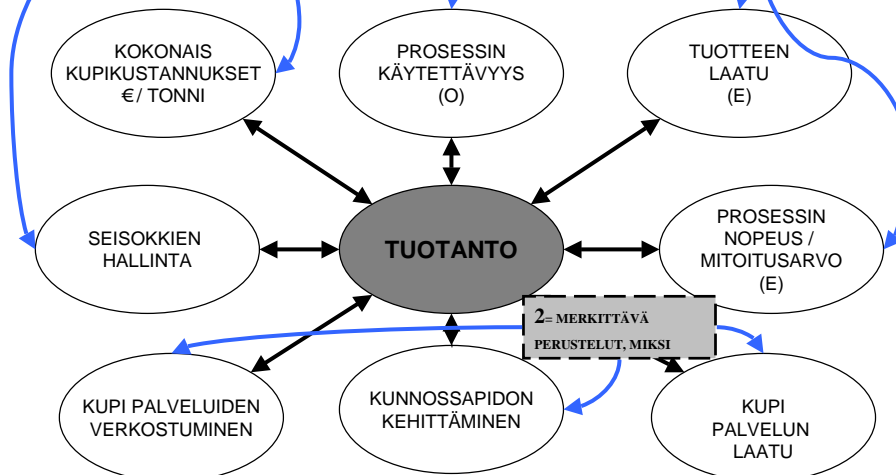 KOKONAIS
KUPIKUSTANNUKSET
€ / TONNI
PROSESSIN
KÄYTETTÄVYYS
(O)
TUOTTEEN
LAATU
(E)
SEISOKKIEN
HALLINTA
TUOTANTO
PROSESSIN
NOPEUS /
MITOITUSARVO
(E)
2= MERKITTÄVÄ
PERUSTELUT, MIKSI
KUPI PALVELUIDEN
VERKOSTUMINEN
KUNNOSSAPIDON
KEHITTÄMINEN
KUPI
PALVELUN
LAATU